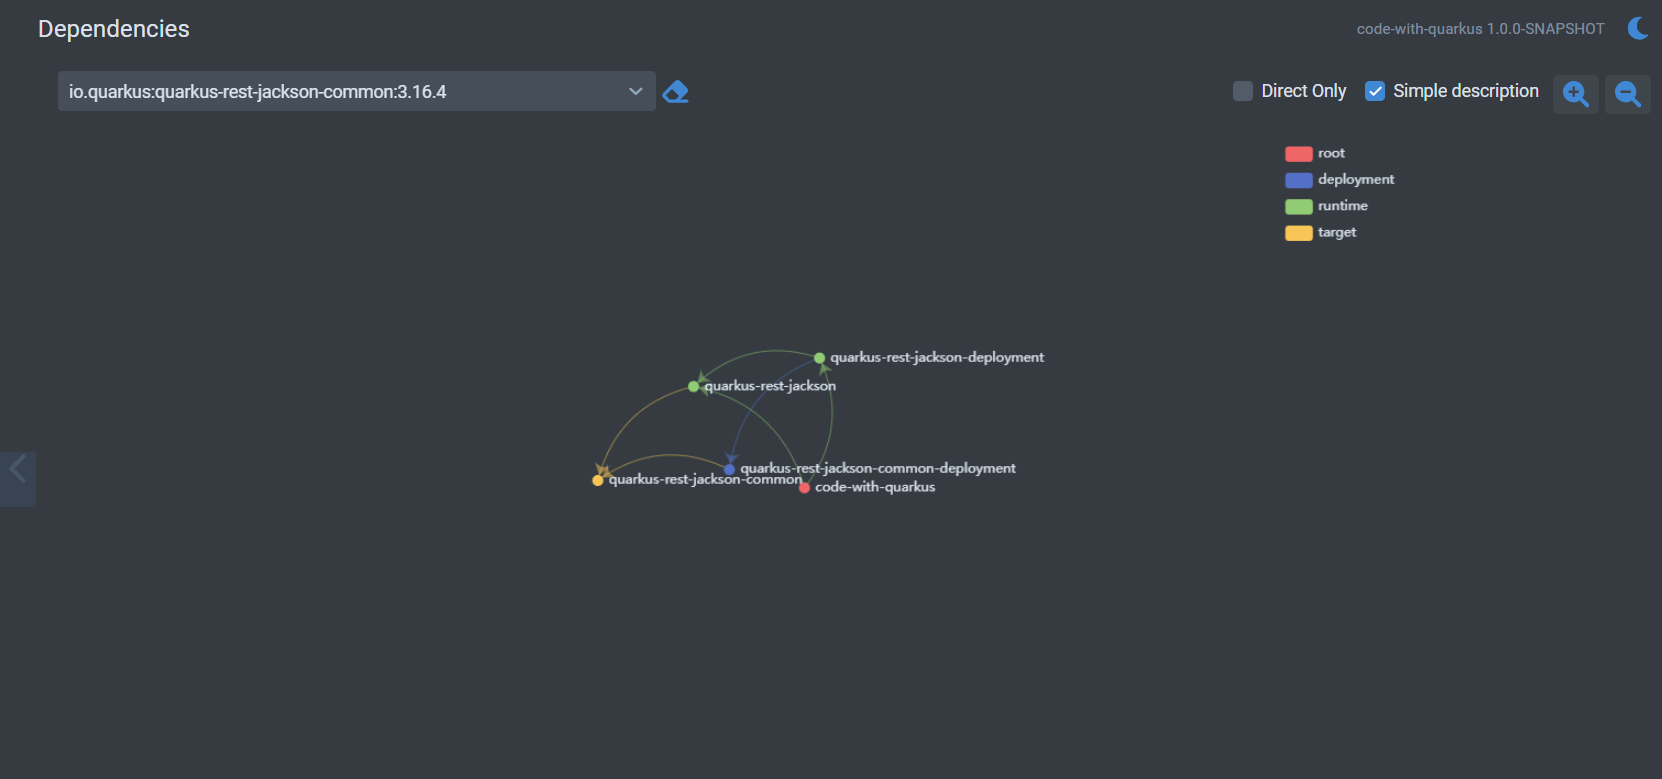 Dependencies
code-with-quarkus 1.0.0-SNAPSHOT
io.quarkus:quarkus-rest-jackson-common:3.16.4
Direct Only
Simple description
root
deployment
runtime
target
quarkus-rest-jackson-deployment
quarkus-rest-jackson
quarkus-rest-jackson-common-deployment
quarkus-rest-jackson-common
code-with-quarkus